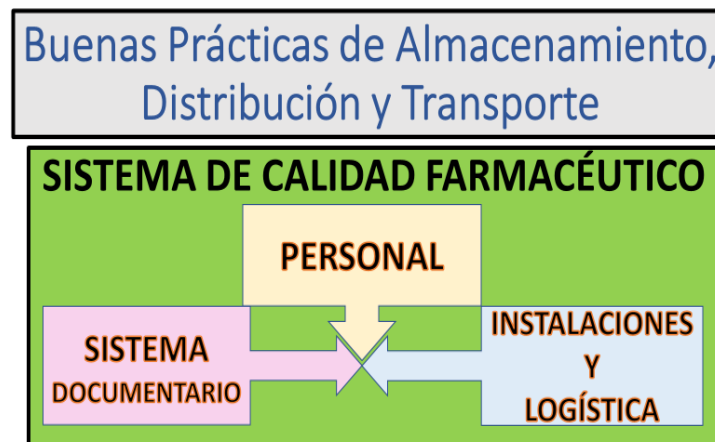 Buenas Prácticas de Almacenamiento,
Distribución y Transporte
SISTEMA DE CALIDAD FARMACÉUTICO
PERSONAL
SISTEMA
DOCUMENTARIO
INSTALACIONES
Y
LOGÍSTICA